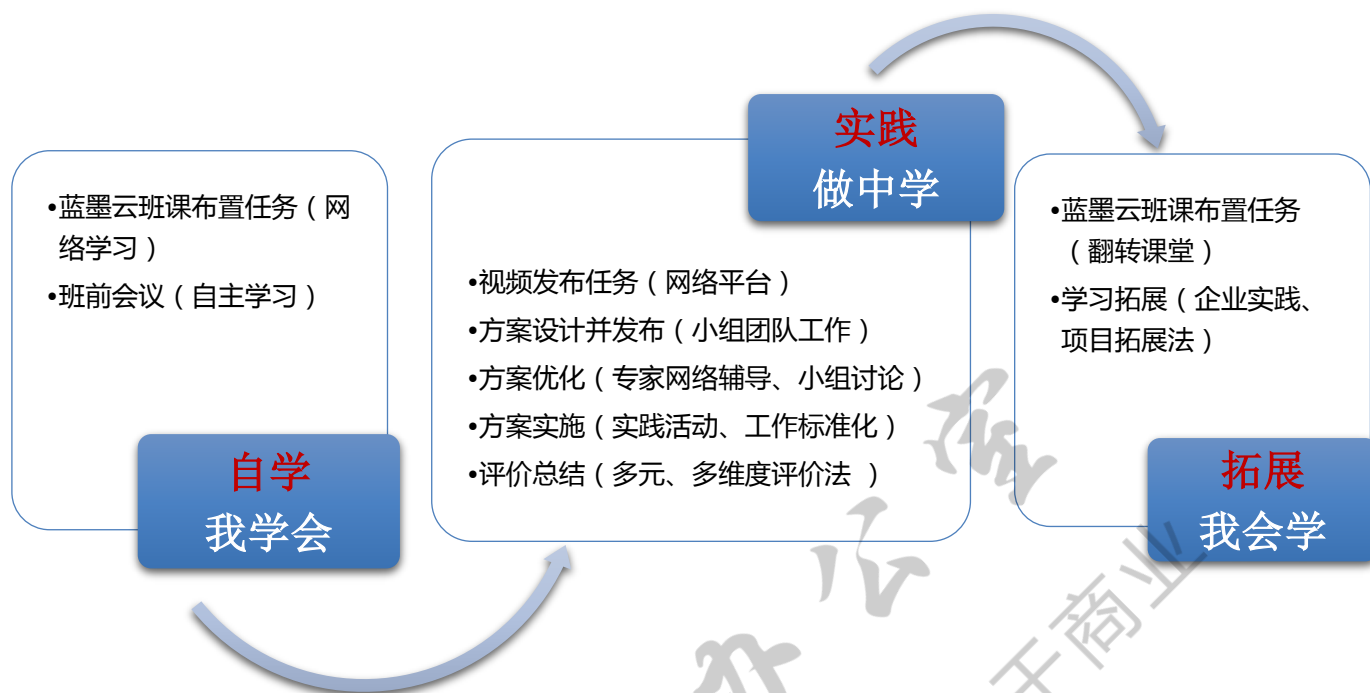 •蓝墨云班课布置任务（网
络学习）
•班前会议（自主学习）
自学
我学会
实践
做中学
•视频发布任务（网络平台）
•方案设计并发布（小组团队工作）
•方案优化（专家网络辅导、小组讨论）
•方案实施（实践活动、工作标准化）
•评价总结（多元、多维度评价法 ）
•蓝墨云班课布置任务
（翻转课堂）
•学习拓展（企业实践、
项目拓展法）
拓展
我会学
办公室
于商业